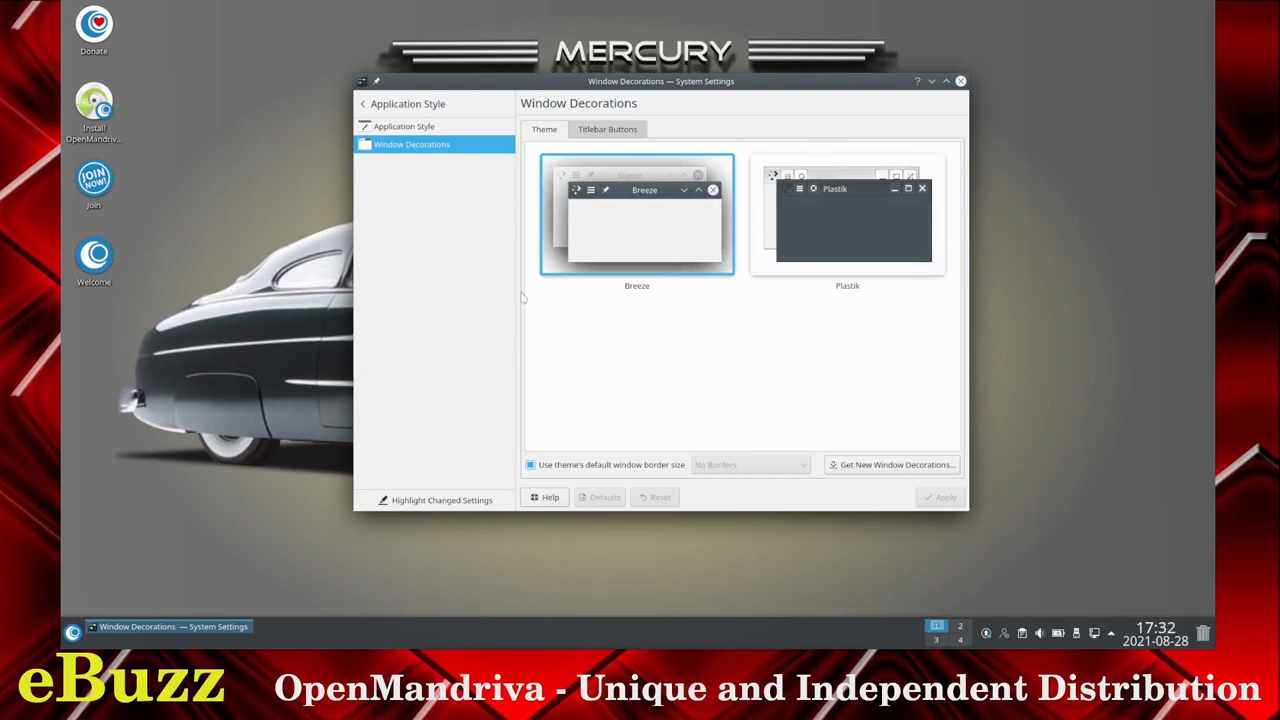 Donate
Install
OpenMandriv...
JOIN
NOW!
Join
Welcome
MERCURY
Window Decorations — System Settings
Application Style
Application Style
Window Decorations
Highlight Changed Settings
Window Decorations
Theme
Titlebar Buttons
Breeze
Breeze
Breeze
Plastik
Plastik
Use theme's default window border size
No Borders
Get New Window Decorations...
Help
Defaults
Reset
Apply
Window Decorations — System Settings
1
2
3
4
17:32
2021-08-28
eBuzz
OpenMandriva - Unique and Independent Distribution